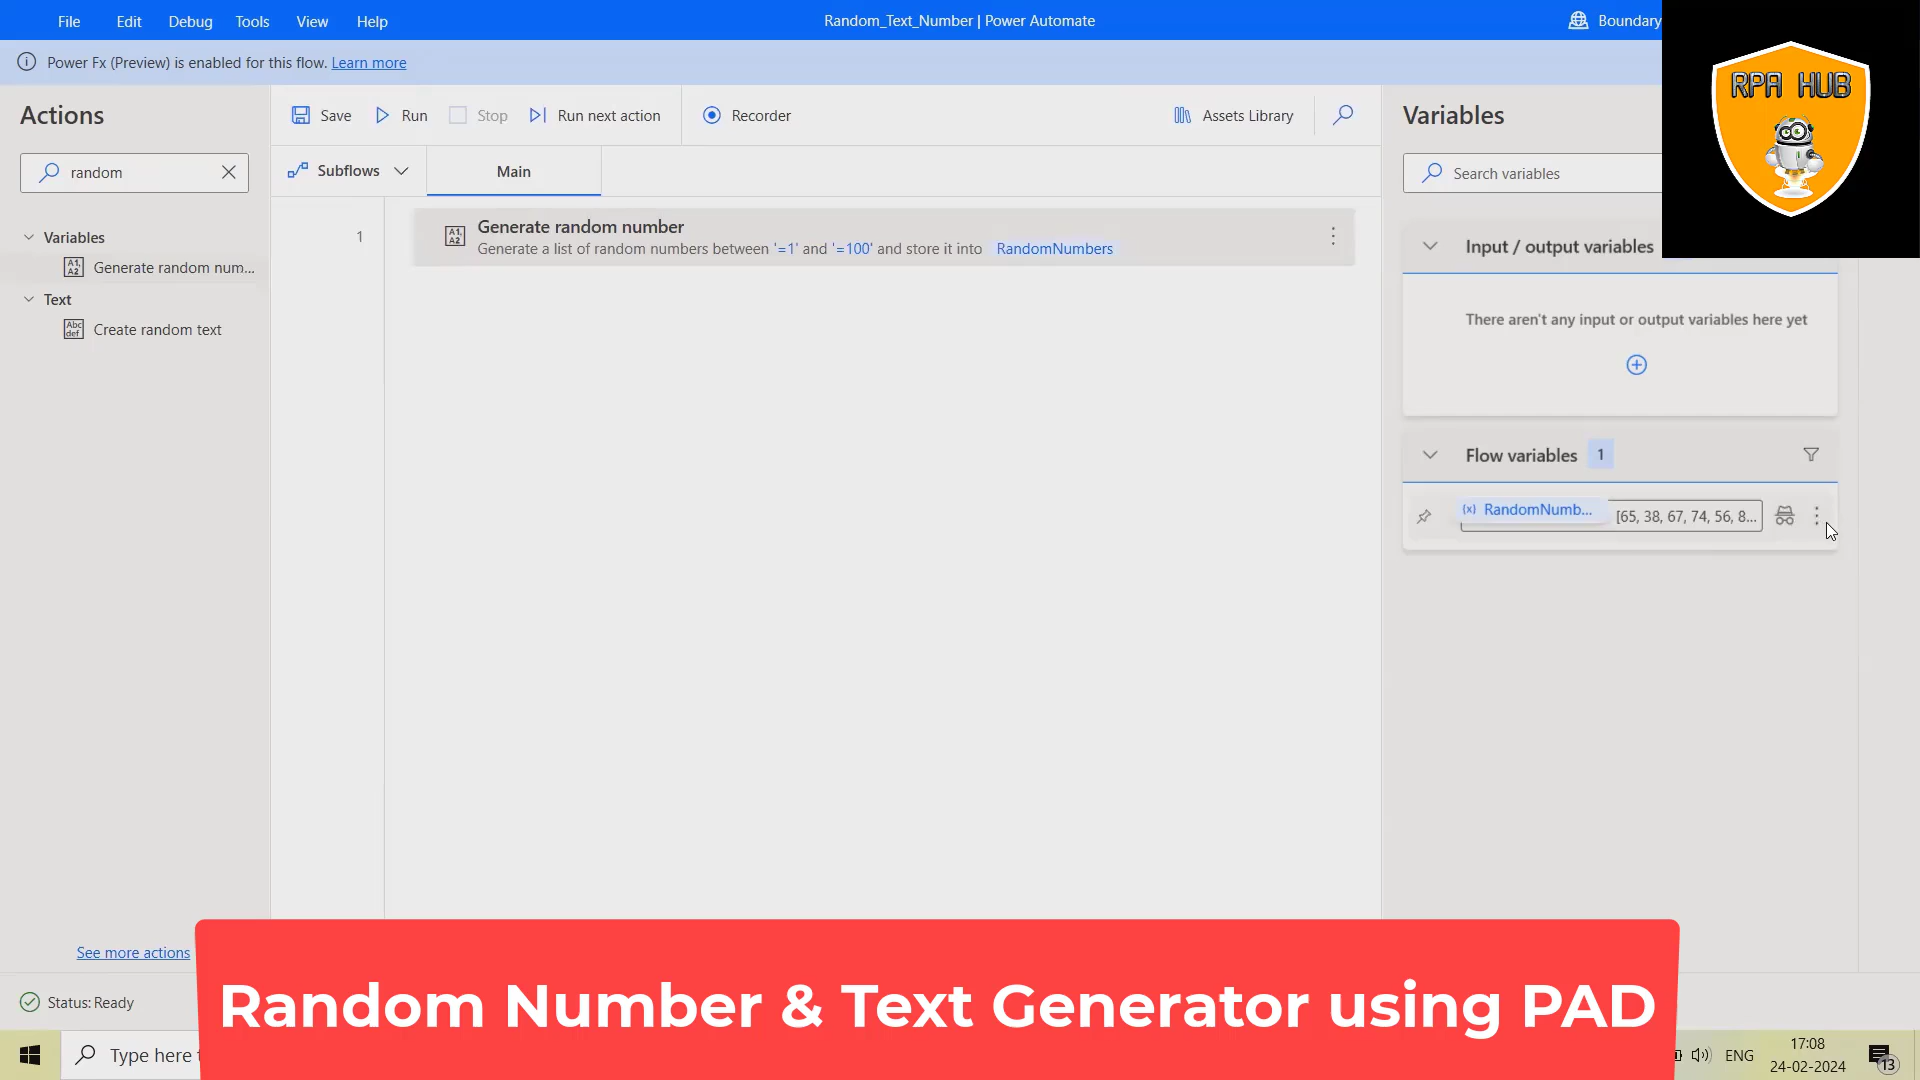 File Edit Debug Tools View Help
Random_Text_Number | Power Automate
Boundary
Power Fx (Preview) is enabled for this flow. Learn more
RPA HUB
Actions
random
Variables
Generate random num...
Text
Create random text
See more actions
Save Run Stop Run next action Recorder Assets Library
Subflows Main
1
Generate random number
Generate a list of random numbers between '=1' and '=100' and store it into RandomNumbers
Variables
Search variables
Input / output variables
There aren't any input or output variables here yet
Flow variables 1
(x) RandomNumb... [65, 38, 67, 74, 56, 8...
Status: Ready
Random Number & Text Generator using PAD
Type here
ENG
17:08
24-02-2024
13